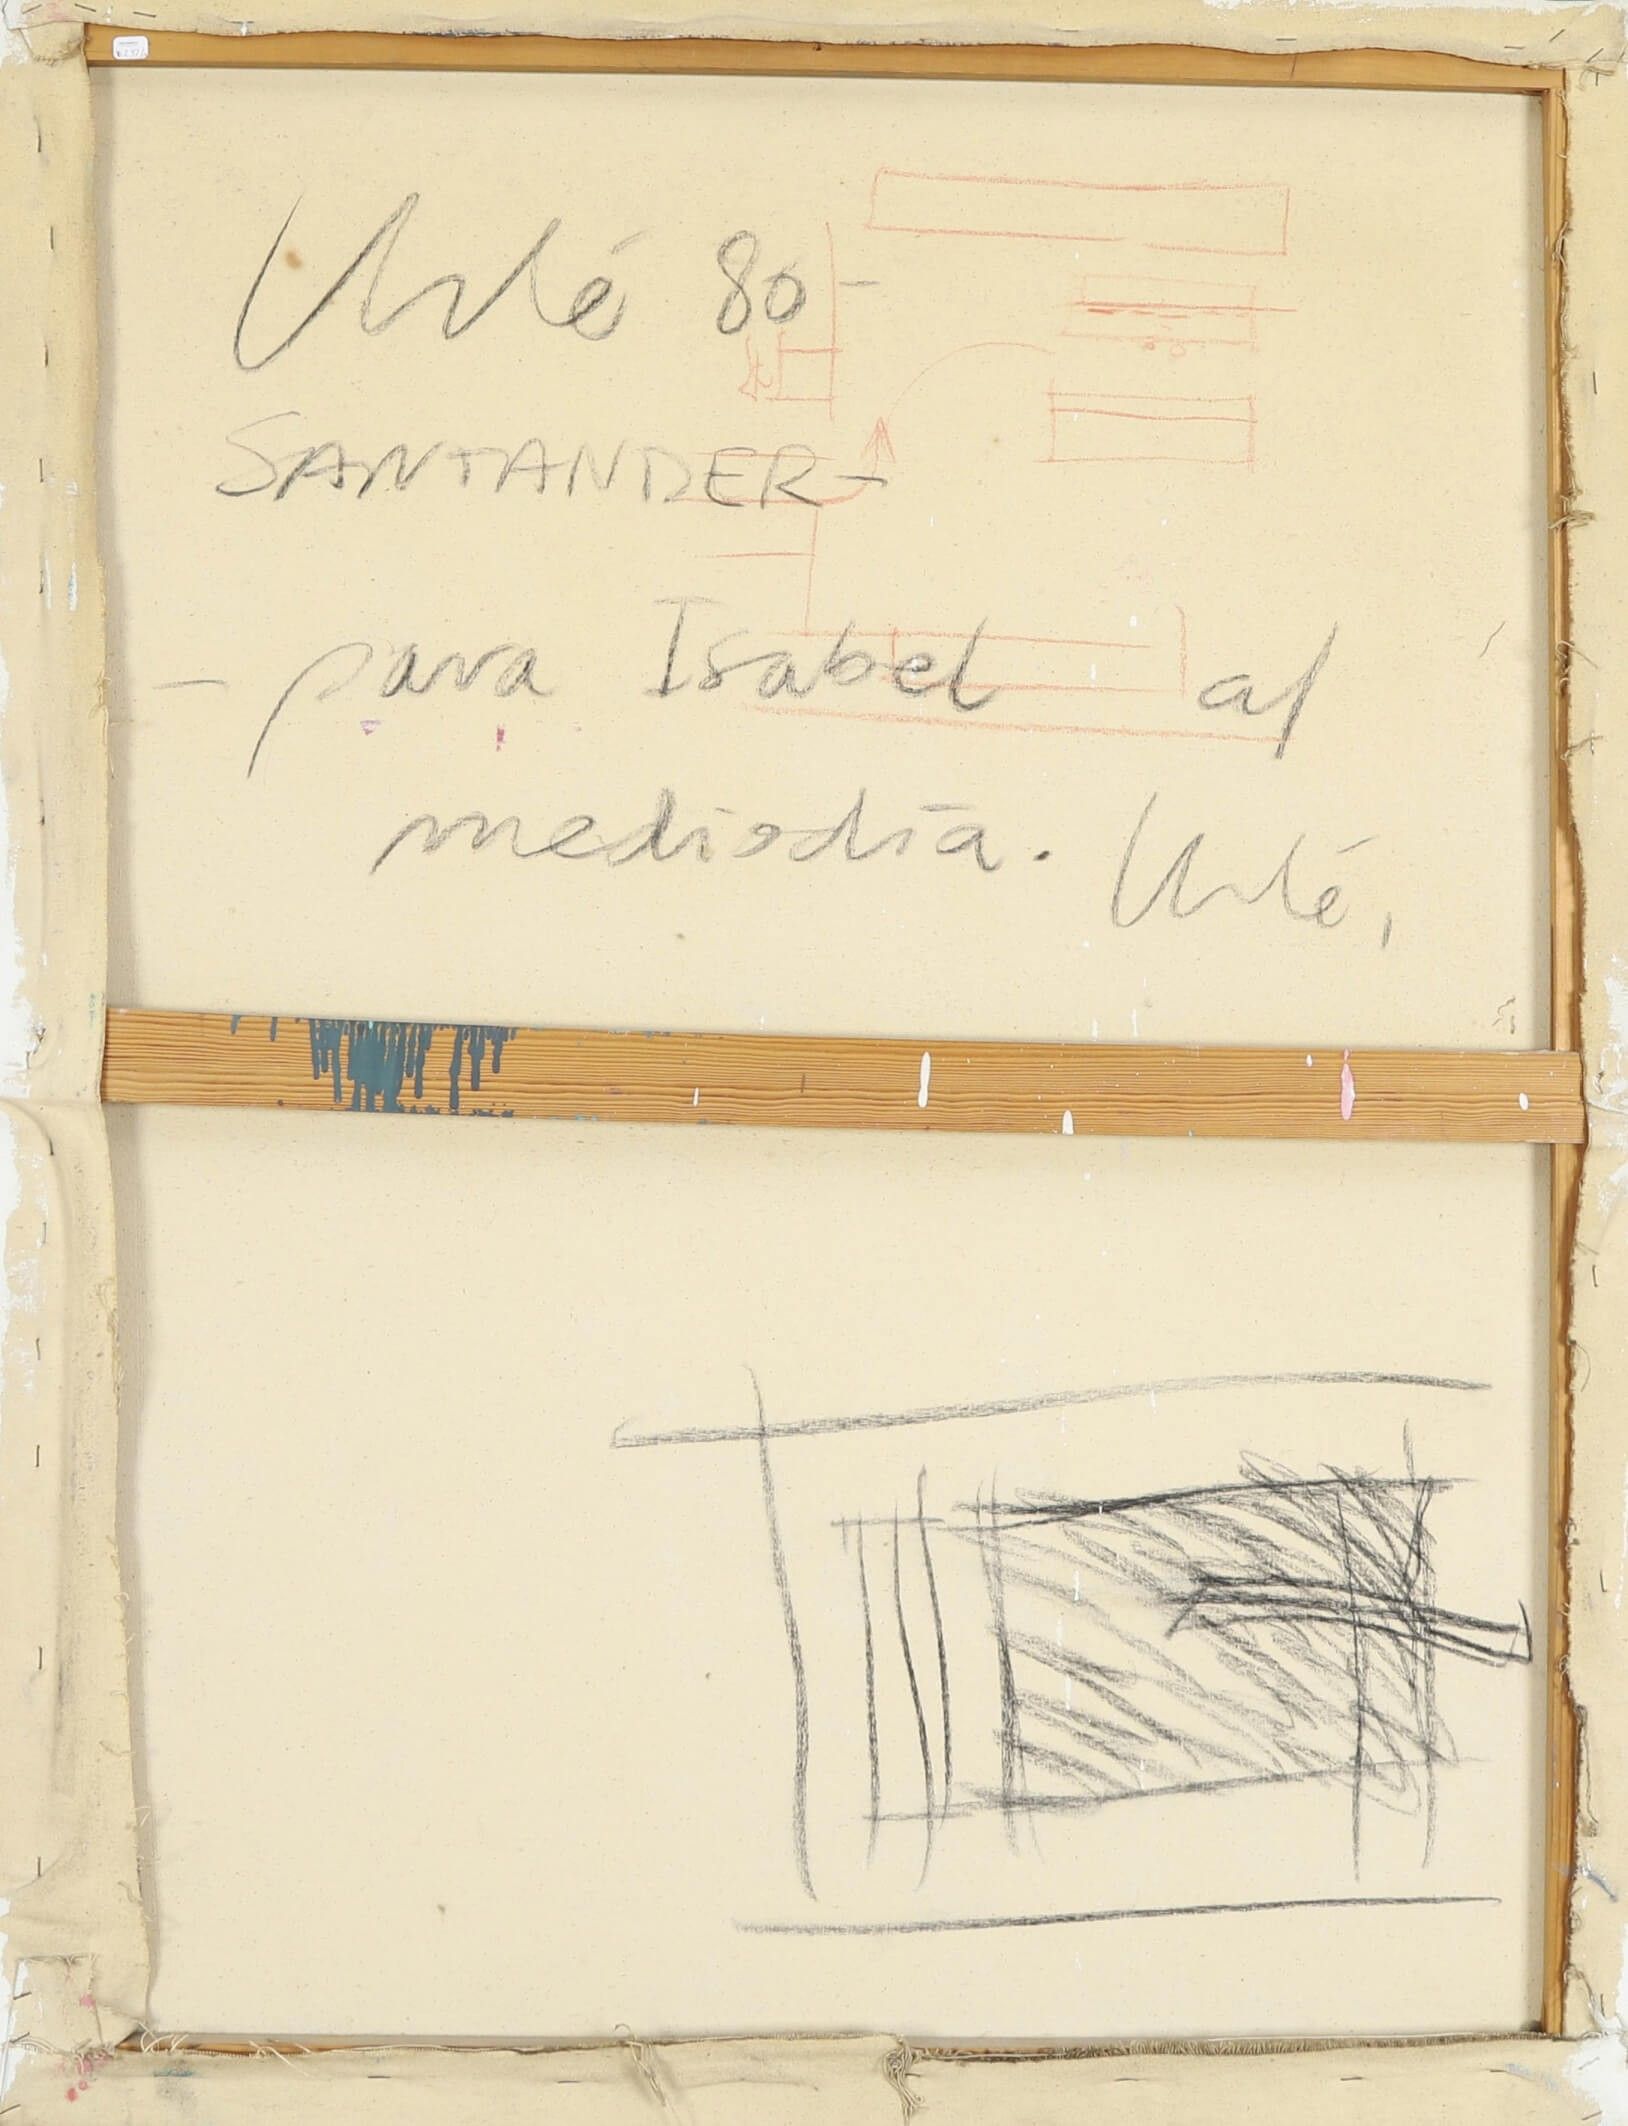 Uslé 80-
SANTANDER-
- para Isabel al
mediodía. Uslé,